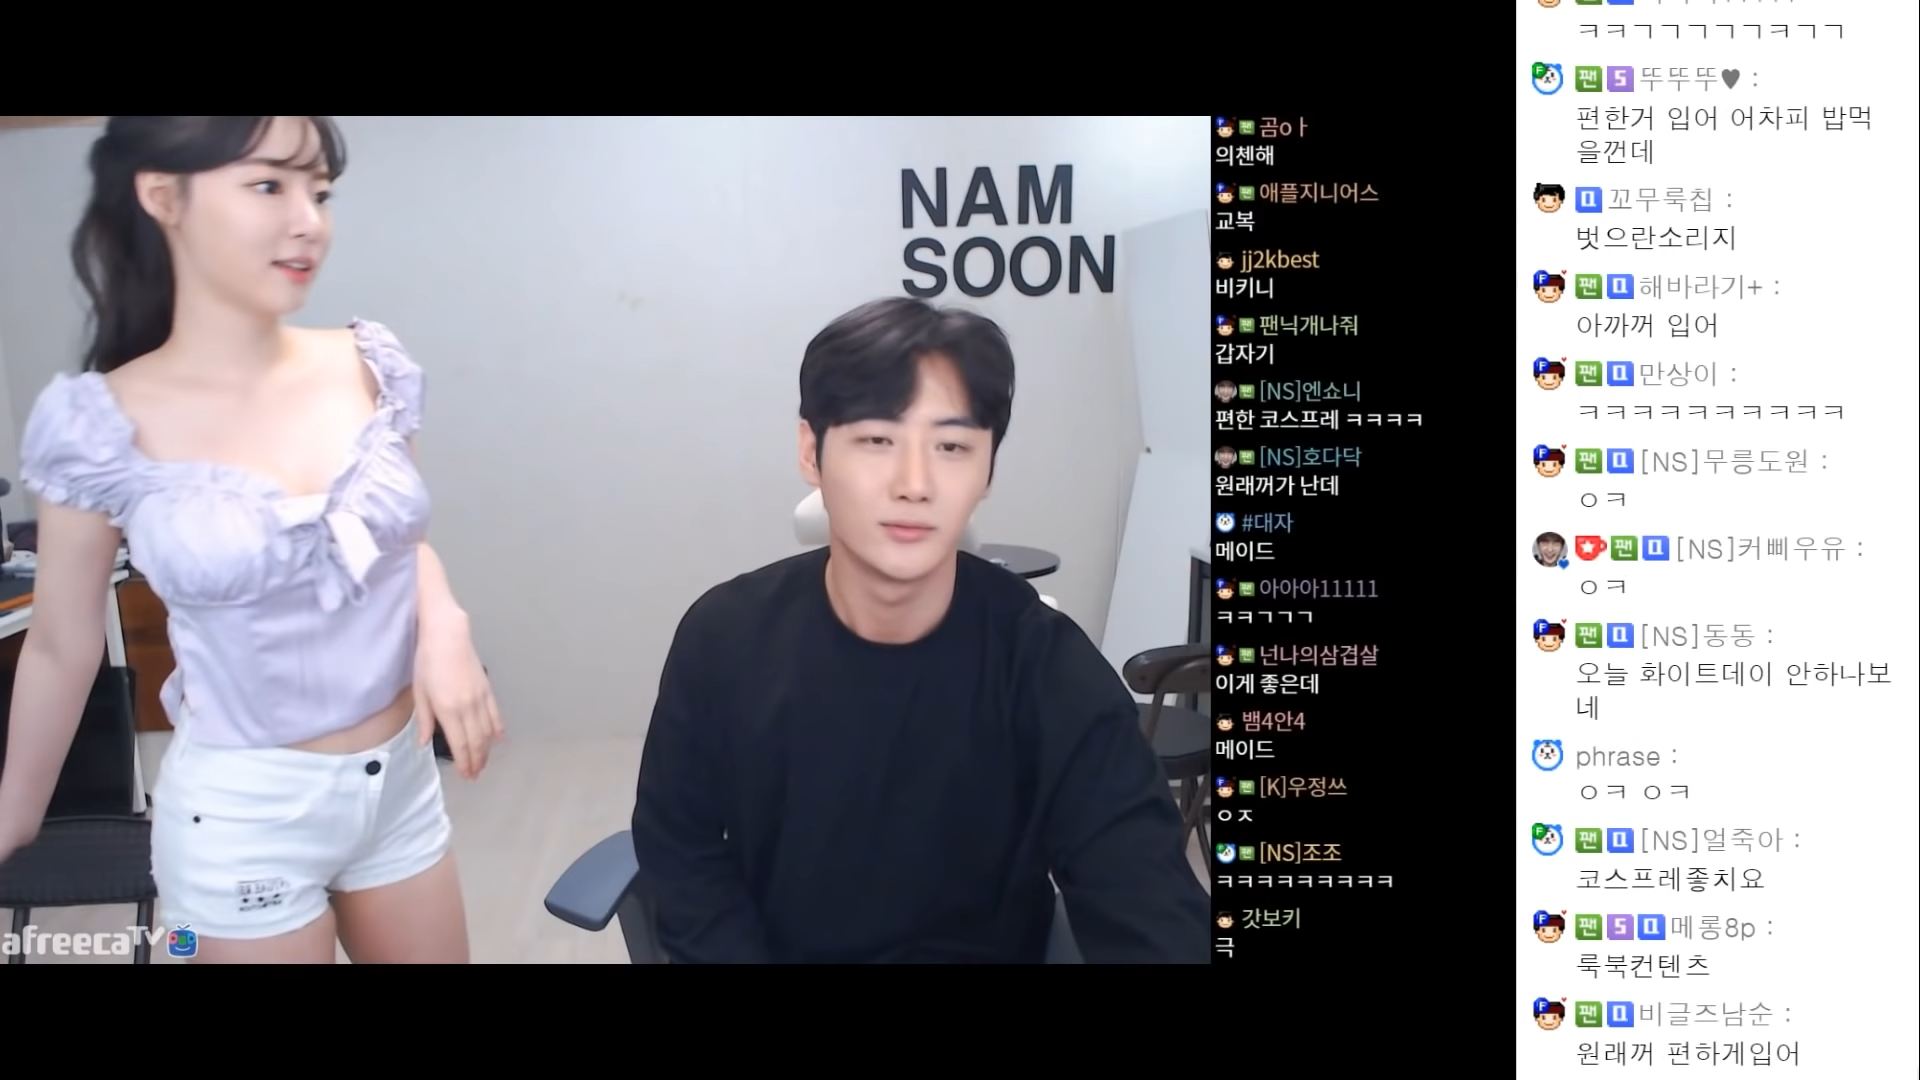 NAM
SOON
afreecaTV
곰oㅏ
의첸해
애플지니어스
교복
jj2kbest
비키니
팬닉개나줘
갑자기
[NS]엔쇼니
편한 코스프레 ㅋㅋㅋㅋ
[NS]호다닥
원래꺼가 난데
#대자
메이드
아아아11111
ㅋㅋㄱㄱㄱ
넌나의삼겹살
이게 좋은데
뱀4안4
메이드
[K]우정쓰
ㅇㅈ
[NS]조조
ㅋㅋㅋㅋㅋㅋㅋㅋㅋ
갓보키
극
ㅋㅋㄱㄱㄱㄱㄱㅋㄱㄱ
팬 S 뚜뚜뚜♥ :
편한거 입어 어차피 밥먹
을껀데
꼬무룩칩 :
벗으란소리지
팬 해바라기+ :
아까꺼 입어
팬 만상이 :
ㅋㅋㅋㅋㅋㅋㅋㅋㅋㅋ
팬 [NS]무릉도원 :
ㅇㅋ
팬 [NS]커삐우유 :
ㅇㅋ
팬 [NS]동동 :
오늘 화이트데이 안하나보
네
phrase :
ㅇㅋ ㅇㅋ
팬 [NS]얼죽아 :
코스프레좋치요
팬 S 메롱8p :
룩북컨텐츠
팬 비글즈남순 :
원래꺼 편하게입어